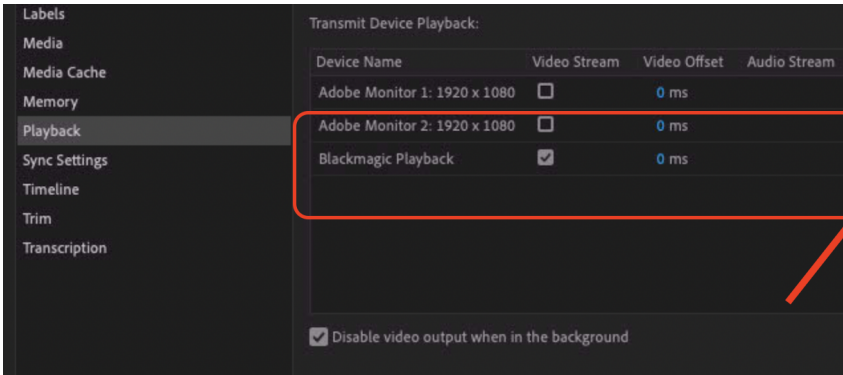 Labels
Media
Media Cache
Memory
Playback
Sync Settings
Timeline
Trim
Transcription
Transmit Device Playback:
Device Name Video Stream Video Offset Audio Stream
Adobe Monitor 1: 1920 x 1080 0 ms
Adobe Monitor 2: 1920 x 1080 0 ms
Blackmagic Playback 0 ms
Disable video output when in the background